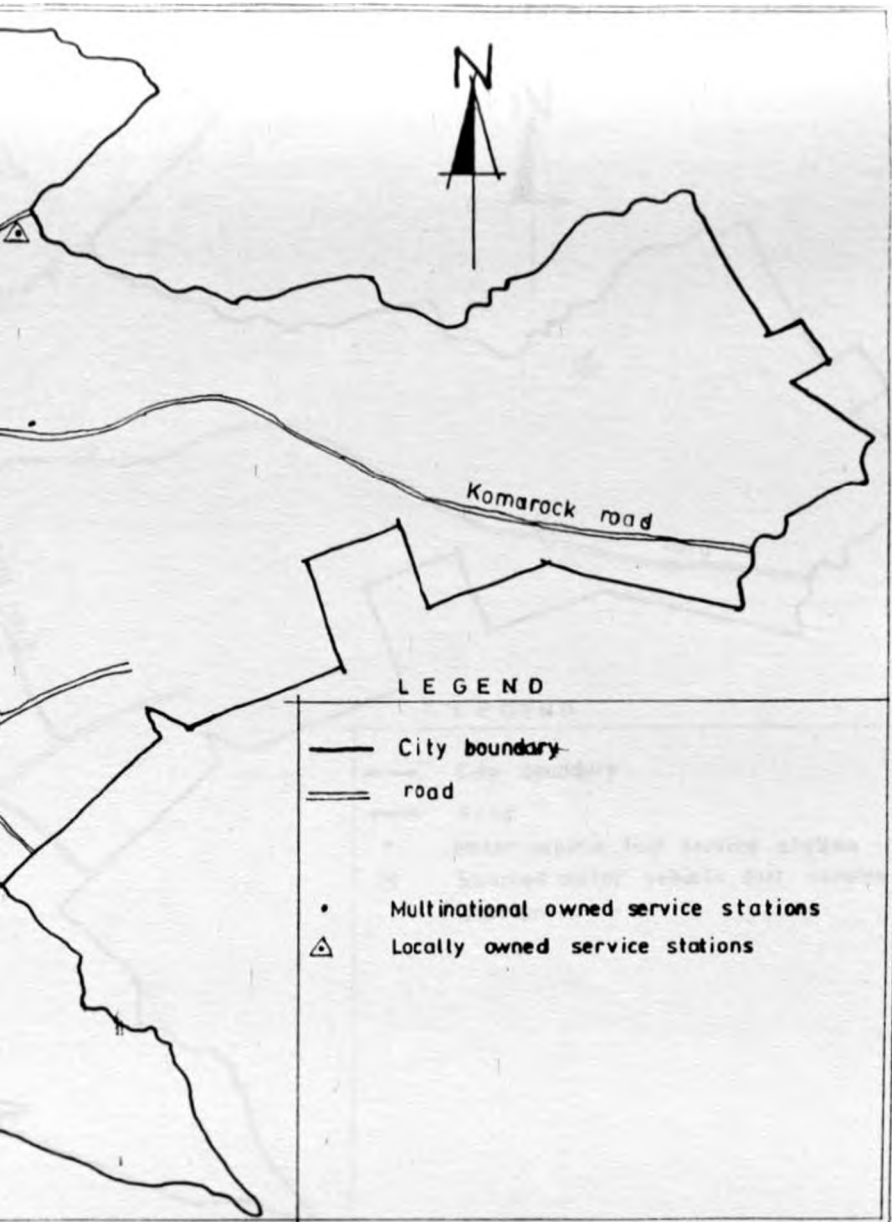 N
Komarock road
LEGEND
City boundary
road
Multinational owned service stations
Locally owned service stations